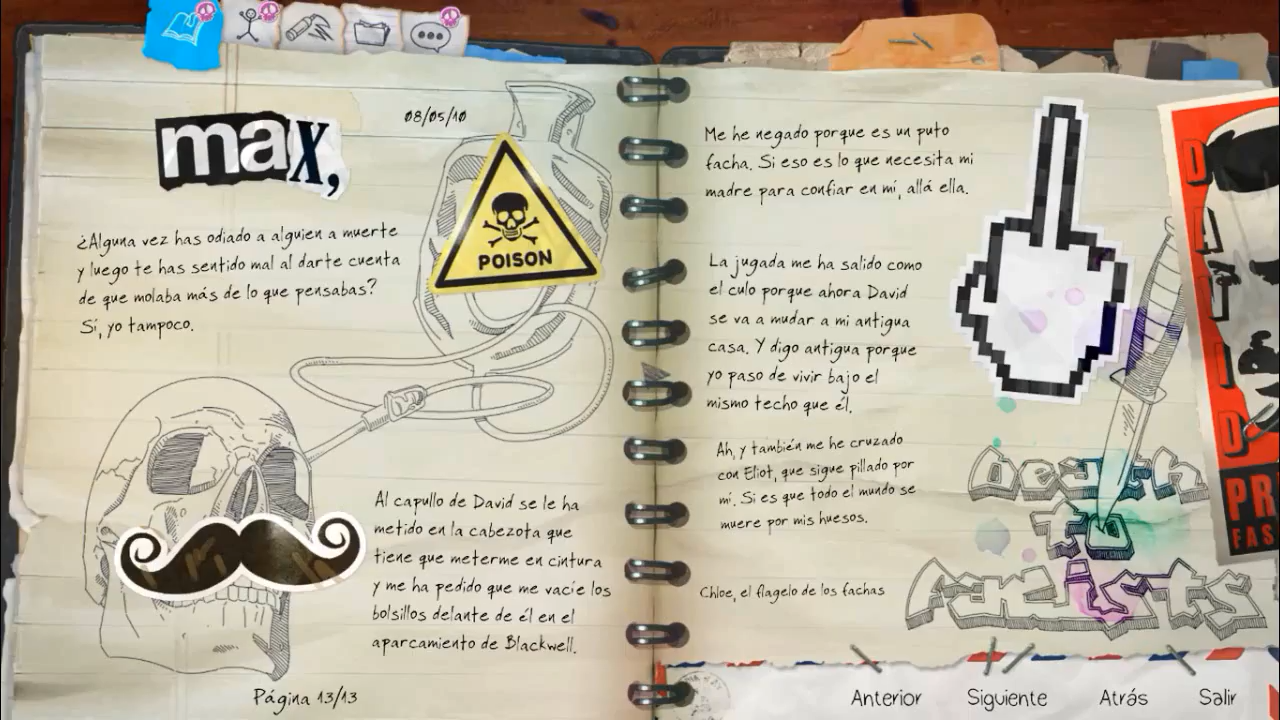 max,
08/05/10
POISON
¿Alguna vez has odiado a alguien a muerte
y luego te has sentido mal al darte cuenta
de que molaba más de lo que pensabas?
Sí, yo tampoco.
Al capullo de David se le ha
metido en la cabezota que
tiene que meterme en cintura
y me ha pedido que me vacíe los
bolsillos delante de él en el
aparcamiento de Blackwell.
Página 13/13
Me he negado porque es un puto
facha. Si eso es lo que necesita mi
madre para confiar en mí, allá ella.
La jugada me ha salido como
el culo porque ahora David
se va a mudar a mi antigua
casa. Y digo antigua porque
yo paso de vivir bajo el
mismo techo que él.
Ah, y también me he cruzado
con Eliot, que sigue pillado por
mí. Si es que todo el mundo se
muere por mis huesos.
Chloe, el flagelo de los fachas
death
to
fascists
DAVID
PR
FAS
Anterior Siguiente Atrás Salir